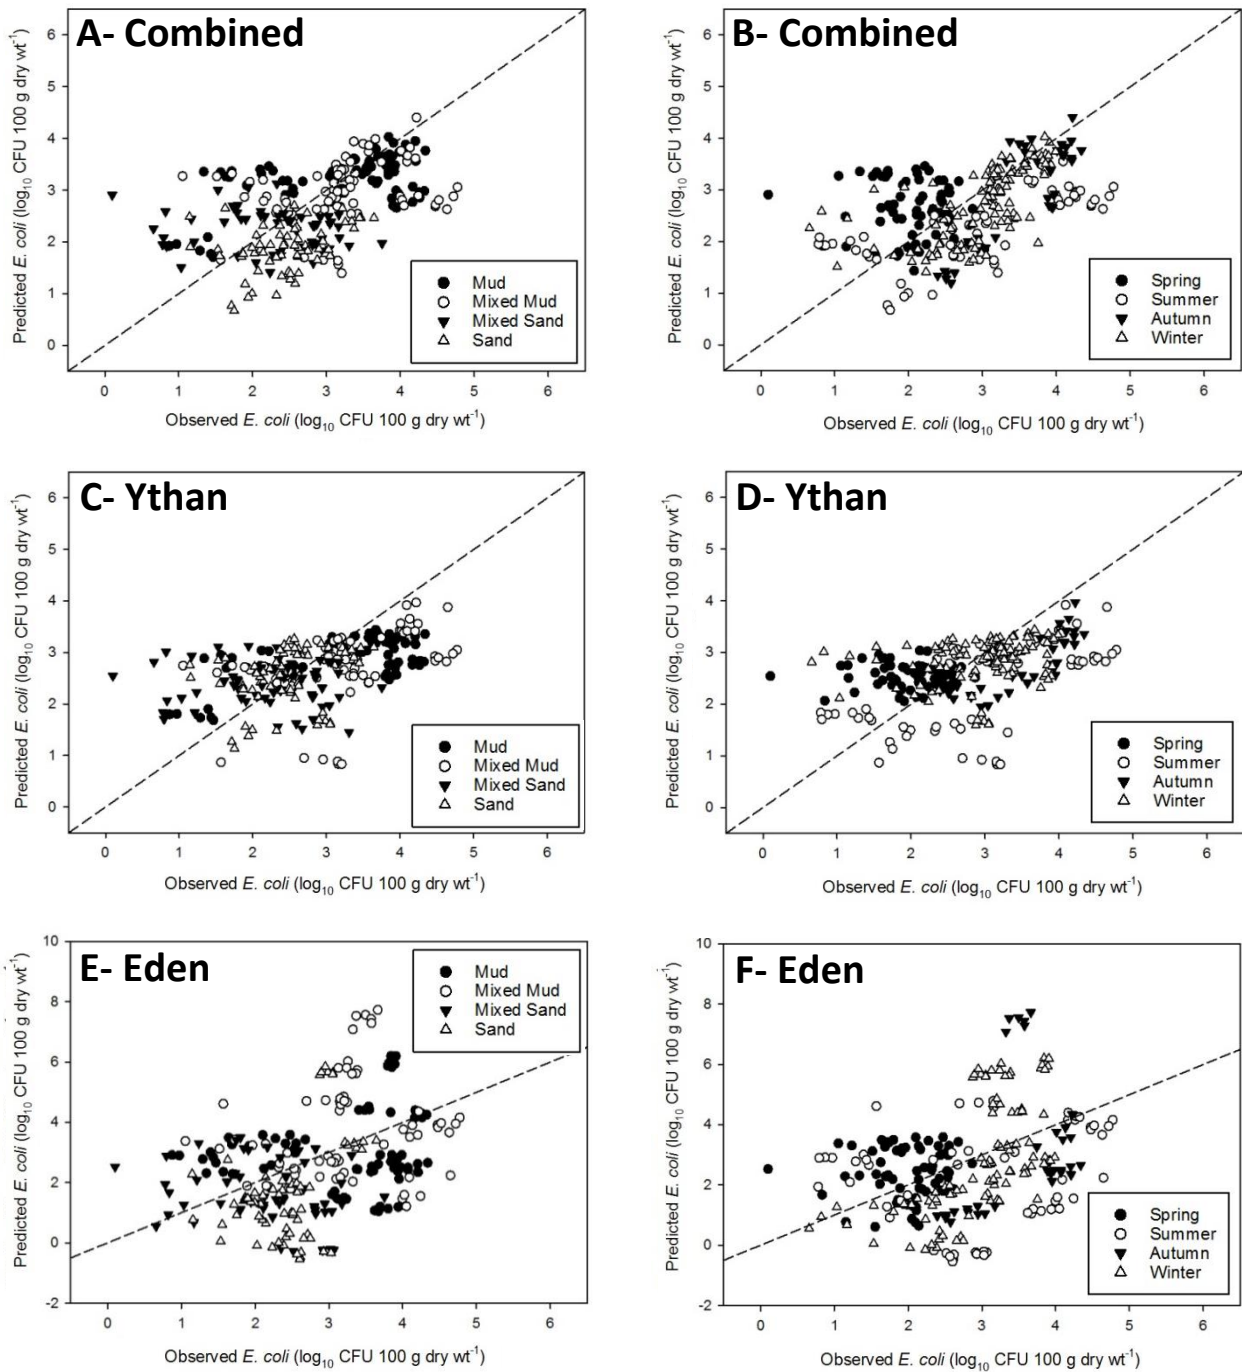 A- Combined
Predicted E. coli (log10 CFU 100 g dry wt-1)
6
5
4
3
2
1
0
Mud
Mixed Mud
Mixed Sand
Sand
0 1 2 3 4 5 6
Observed E. coli (log10 CFU 100 g dry wt-1)
B- Combined
Predicted E. coli (log10 CFU 100 g dry wt-1)
6
5
4
3
2
1
0
Spring
Summer
Autumn
Winter
0 1 2 3 4 5 6
Observed E. coli (log10 CFU 100 g dry wt-1)
C- Ythan
Predicted E. coli (log10 CFU 100 g dry wt-1)
6
5
4
3
2
1
0
Mud
Mixed Mud
Mixed Sand
Sand
0 1 2 3 4 5 6
Observed E. coli (log10 CFU 100 g dry wt-1)
D- Ythan
Predicted E. coli (log10 CFU 100 g dry wt-1)
6
5
4
3
2
1
0
Spring
Summer
Autumn
Winter
0 1 2 3 4 5 6
Observed E. coli (log10 CFU 100 g dry wt-1)
E- Eden
Predicted E. coli (log10 CFU 100 g dry wt-1)
10
8
6
4
2
0
-2
Mud
Mixed Mud
Mixed Sand
Sand
0 1 2 3 4 5 6
Observed E. coli (log10 CFU 100 g dry wt-1)
F- Eden
Predicted E. coli (log10 CFU 100 g dry wt-1)
10
8
6
4
2
0
-2
Spring
Summer
Autumn
Winter
0 1 2 3 4 5 6
Observed E. coli (log10 CFU 100 g dry wt-1)